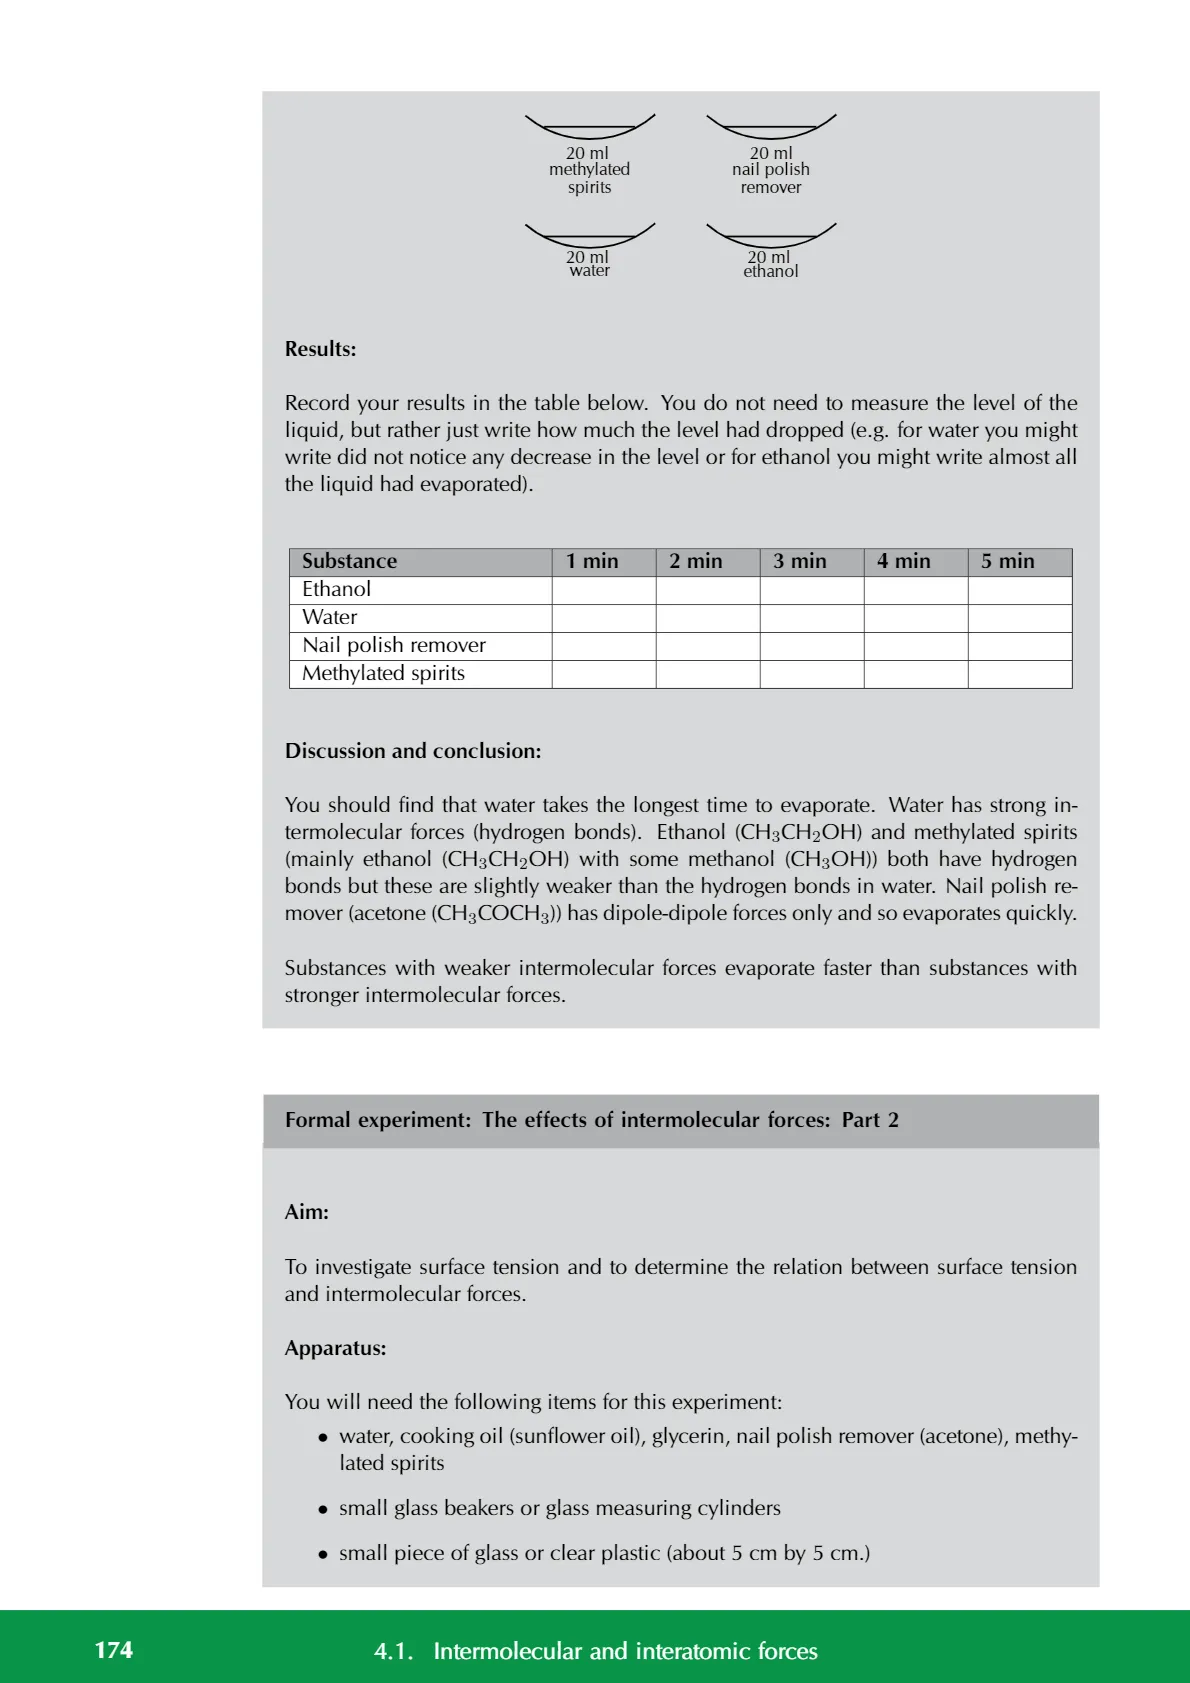 20 ml
methylated
spirits
20 ml
nail polish
remover
20 ml
water
20 ml
ethanol
Results:
Record your results in the table below. You do not need to measure the level of the
liquid, but rather just write how much the level had dropped (e.g. for water you might
write did not notice any decrease in the level or for ethanol you might write almost all
the liquid had evaporated).
Substance 1 min 2 min 3 min 4 min 5 min
Ethanol
Water
Nail polish remover
Methylated spirits
Discussion and conclusion:
You should find that water takes the longest time to evaporate. Water has strong in-
termolecular forces (hydrogen bonds). Ethanol (CH₃CH₂OH) and methylated spirits
(mainly ethanol (CH₃CH₂OH) with some methanol (CH₃OH)) both have hydrogen
bonds but these are slightly weaker than the hydrogen bonds in water. Nail polish re-
mover (acetone (CH₃COCH₃)) has dipole-dipole forces only and so evaporates quickly.
Substances with weaker intermolecular forces evaporate faster than substances with
stronger intermolecular forces.
Formal experiment: The effects of intermolecular forces: Part 2
Aim:
To investigate surface tension and to determine the relation between surface tension
and intermolecular forces.
Apparatus:
You will need the following items for this experiment:
• water, cooking oil (sunflower oil), glycerin, nail polish remover (acetone), methy-
lated spirits
• small glass beakers or glass measuring cylinders
• small piece of glass or clear plastic (about 5 cm by 5 cm.)
174 4.1. Intermolecular and interatomic forces